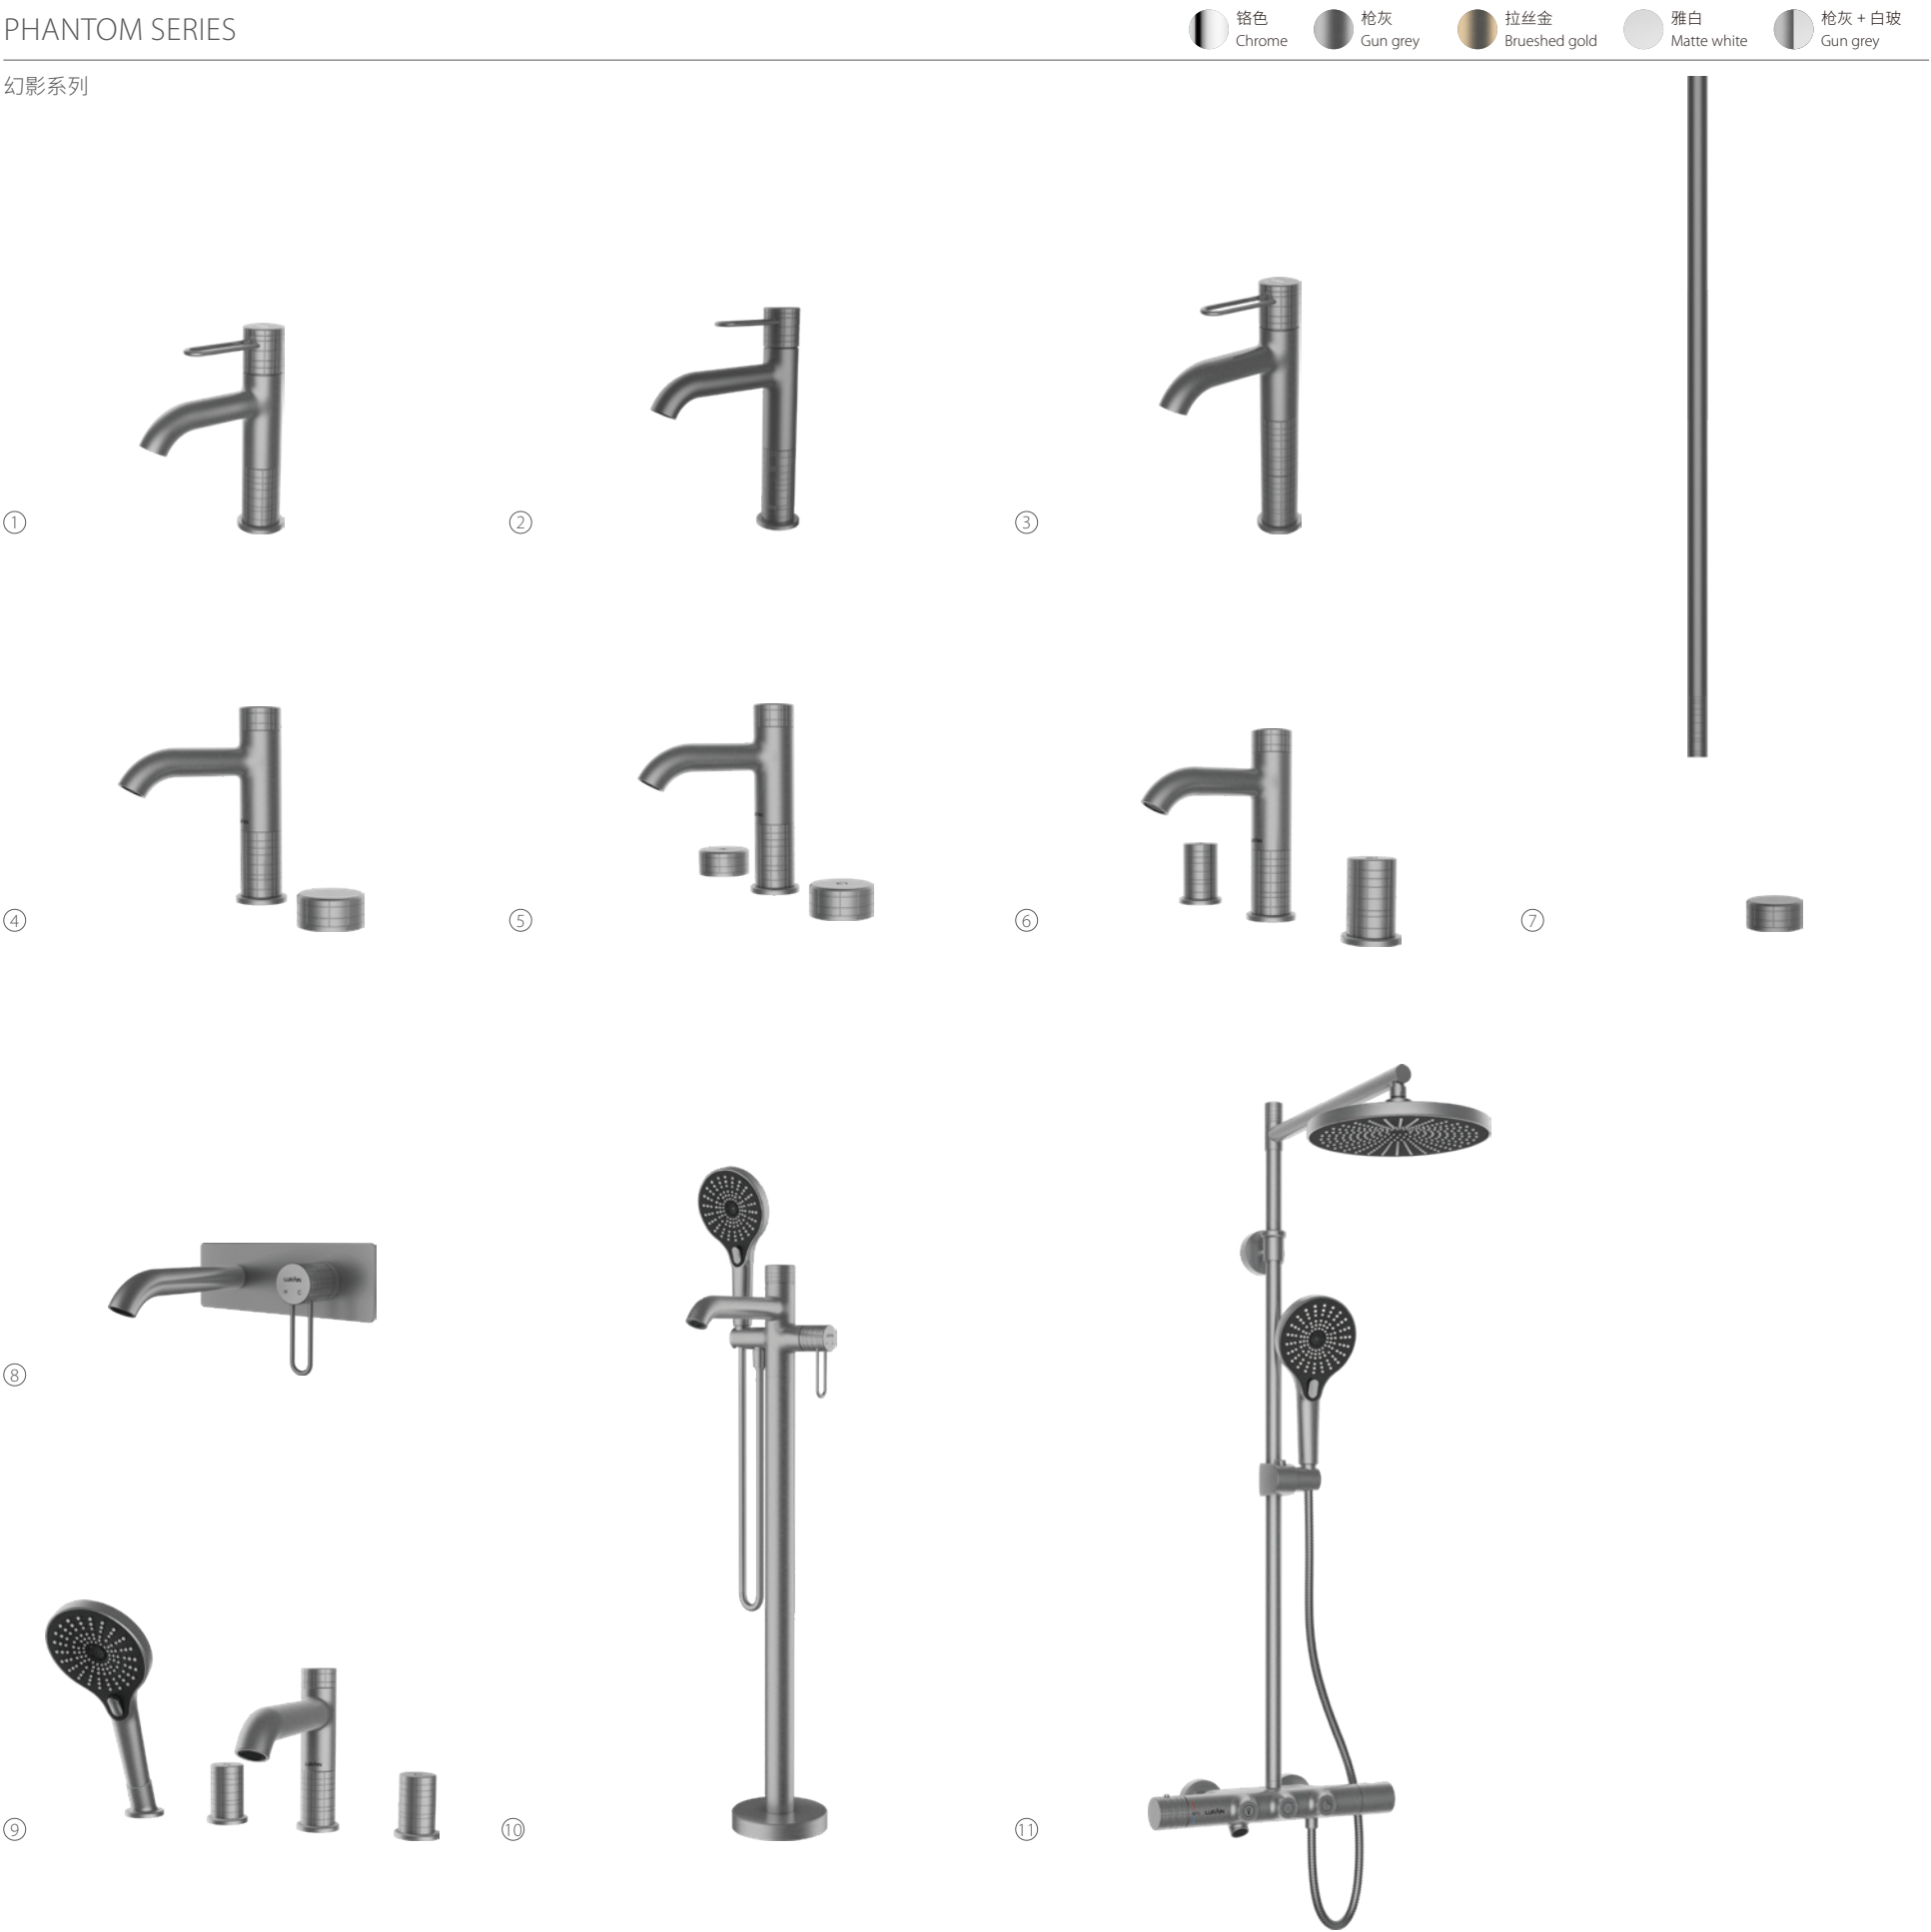 PHANTOM SERIES
铬色
Chrome
枪灰
Gun grey
拉丝金
Brueshed gold
雅白
Matte white
枪灰 + 白玻
Gun grey
幻影系列
①
②
③
④
⑤
⑥
⑦
⑧
⑨
⑩
⑪